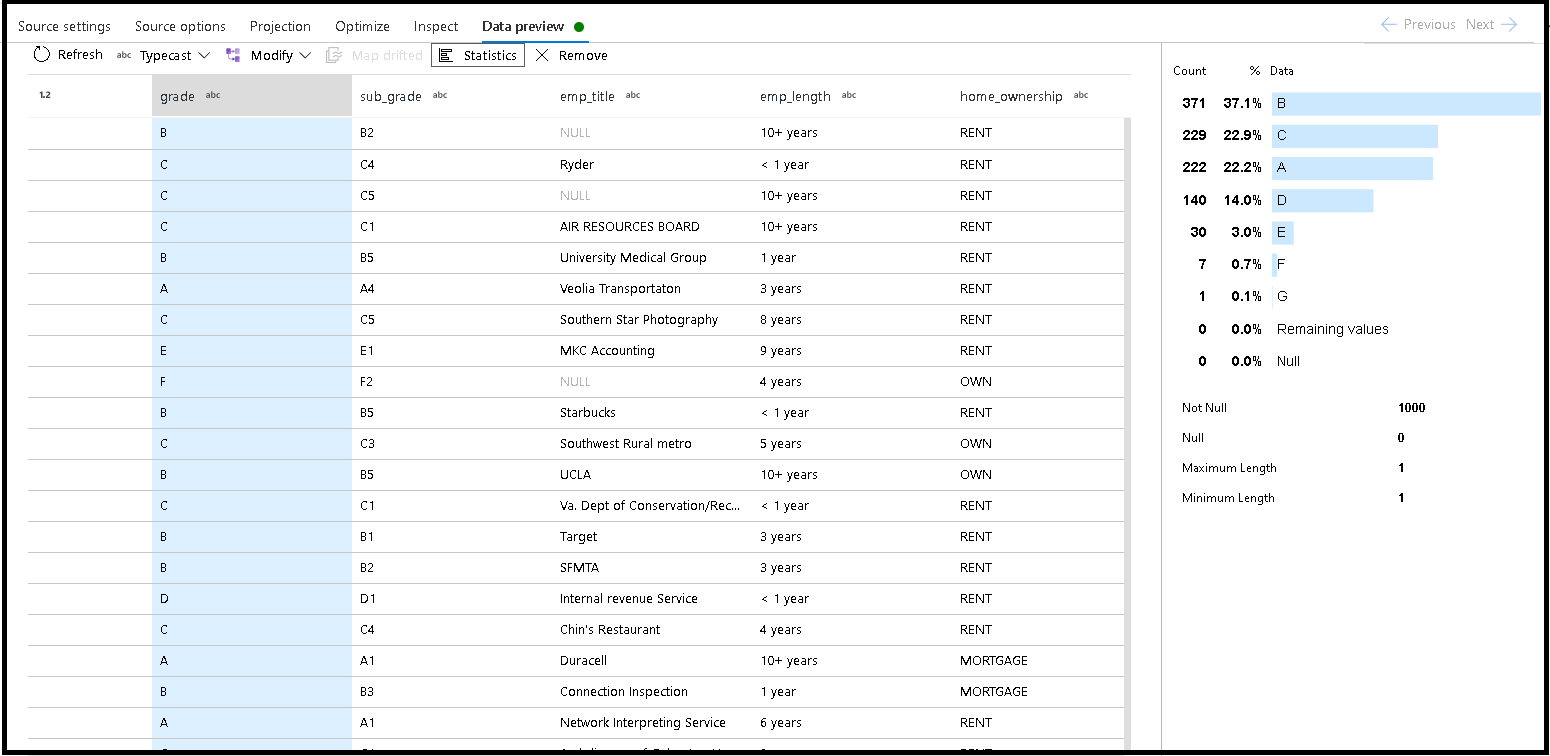 Source settings Source options Projection Optimize Inspect Data preview Previous Next
Refresh abc Typecast Modify Map drifted Statistics Remove
1.2 grade abc sub_grade abc emp_title abc emp_length abc home_ownership abc
B B2 NULL 10+ years RENT
C C4 Ryder < 1 year RENT
C C5 NULL 10+ years RENT
C C1 AIR RESOURCES BOARD 10+ years RENT
B B5 University Medical Group 1 year RENT
A A4 Veolia Transportaton 3 years RENT
C C5 Southern Star Photography 8 years RENT
E E1 MKC Accounting 9 years RENT
F F2 NULL 4 years OWN
B B5 Starbucks < 1 year RENT
C C3 Southwest Rural metro 5 years OWN
B B5 UCLA 10+ years OWN
C C1 Va. Dept of Conservation/Rec... < 1 year RENT
B B1 Target 3 years RENT
B B2 SFMTA 3 years RENT
D D1 Internal revenue Service < 1 year RENT
C C4 Chin's Restaurant 4 years RENT
A A1 Duracell 10+ years MORTGAGE
B B3 Connection Inspection 1 year MORTGAGE
A A1 Network Interpreting Service 6 years RENT
Count % Data
371 37.1% B
229 22.9% C
222 22.2% A
140 14.0% D
30 3.0% E
7 0.7% F
1 0.1% G
0 0.0% Remaining values
0 0.0% Null
Not Null 1000
Null 0
Maximum Length 1
Minimum Length 1